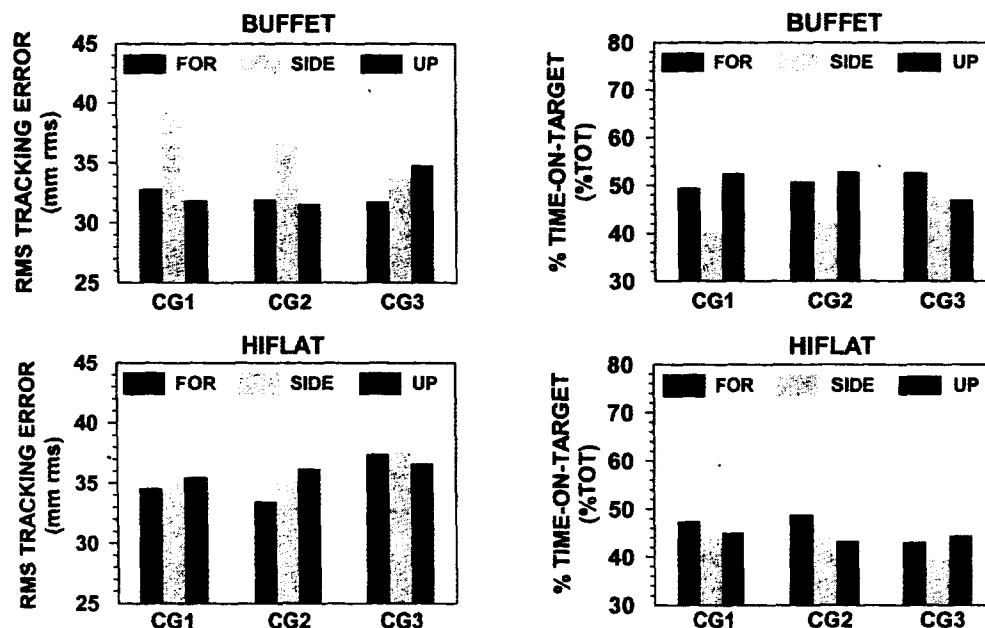 BUFFET
RMS TRACKING ERROR
(mm rms)
45
40
35
30
25
FOR SIDE UP
CG1 CG2 CG3
BUFFET
% TIME-ON-TARGET
(%TOT)
80
70
60
50
40
30
FOR SIDE UP
CG1 CG2 CG3
HIFLAT
RMS TRACKING ERROR
(mm rms)
45
40
35
30
25
FOR SIDE UP
CG1 CG2 CG3
HIFLAT
% TIME-ON-TARGET
(%TOT)
80
70
60
50
40
30
FOR SIDE UP
CG1 CG2 CG3